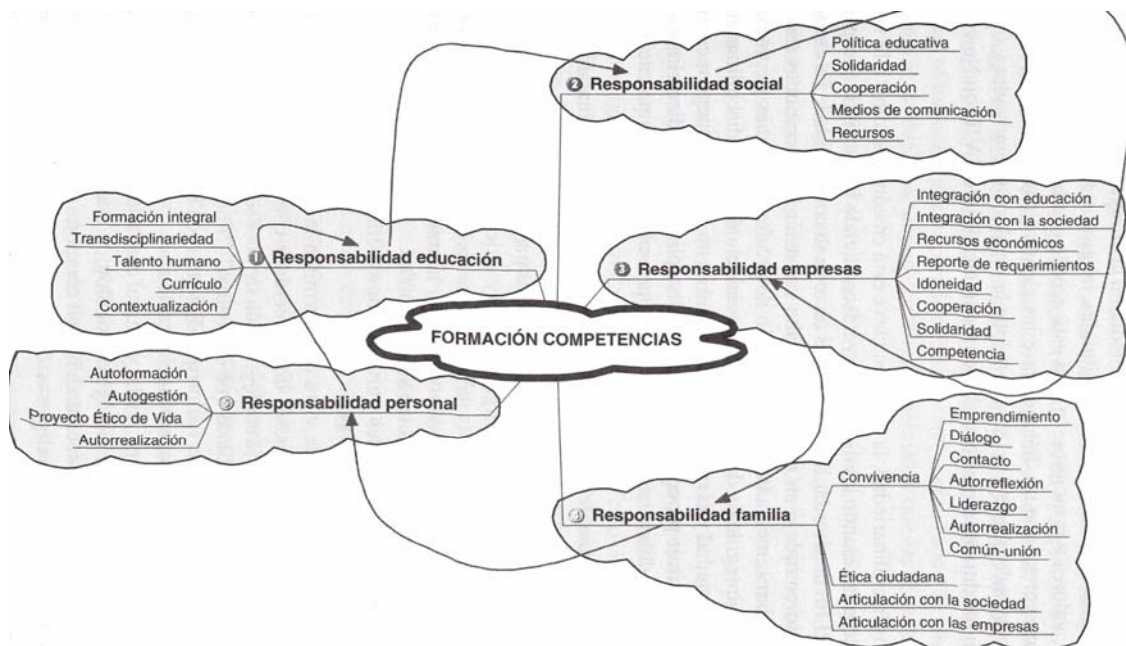 FORMACIÓN COMPETENCIAS
1 Responsabilidad educación
Formación integral
Transdisciplinariedad
Talento humano
Currículo
Contextualización
2 Responsabilidad social
Política educativa
Solidaridad
Cooperación
Medios de comunicación
Recursos
3 Responsabilidad empresas
Integración con educación
Integración con la sociedad
Recursos económicos
Reporte de requerimientos
Idoneidad
Cooperación
Solidaridad
Competencia
Responsabilidad familia
Convivencia
Emprendimiento
Diálogo
Contacto
Autorreflexión
Liderazgo
Autorrealización
Común-unión
Ética ciudadana
Articulación con la sociedad
Articulación con las empresas
Responsabilidad personal
Autoformación
Autogestión
Proyecto Ético de Vida
Autorrealización